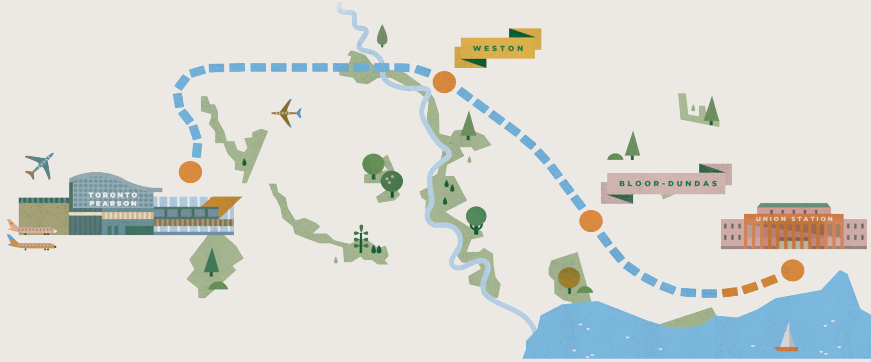 WESTON
BLOOR-DUNDAS
TORONTO
PEARSON
UNION STATION